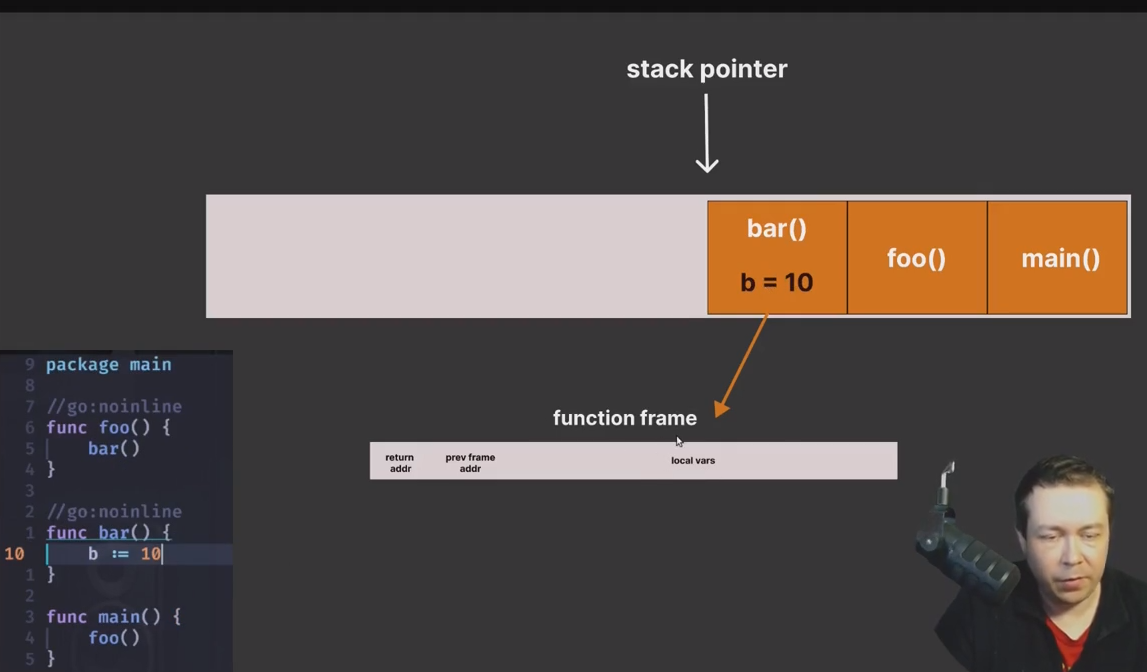 stack pointer
bar()
b = 10
foo()
main()
function frame
return
addr
prev frame
addr
local vars
9 package main
8
7 //go:noinline
6 func foo() {
5 bar()
4 }
3
2 //go:noinline
1 func bar() {
10 b := 10
1 }
2
3 func main() {
4 foo()
5 }